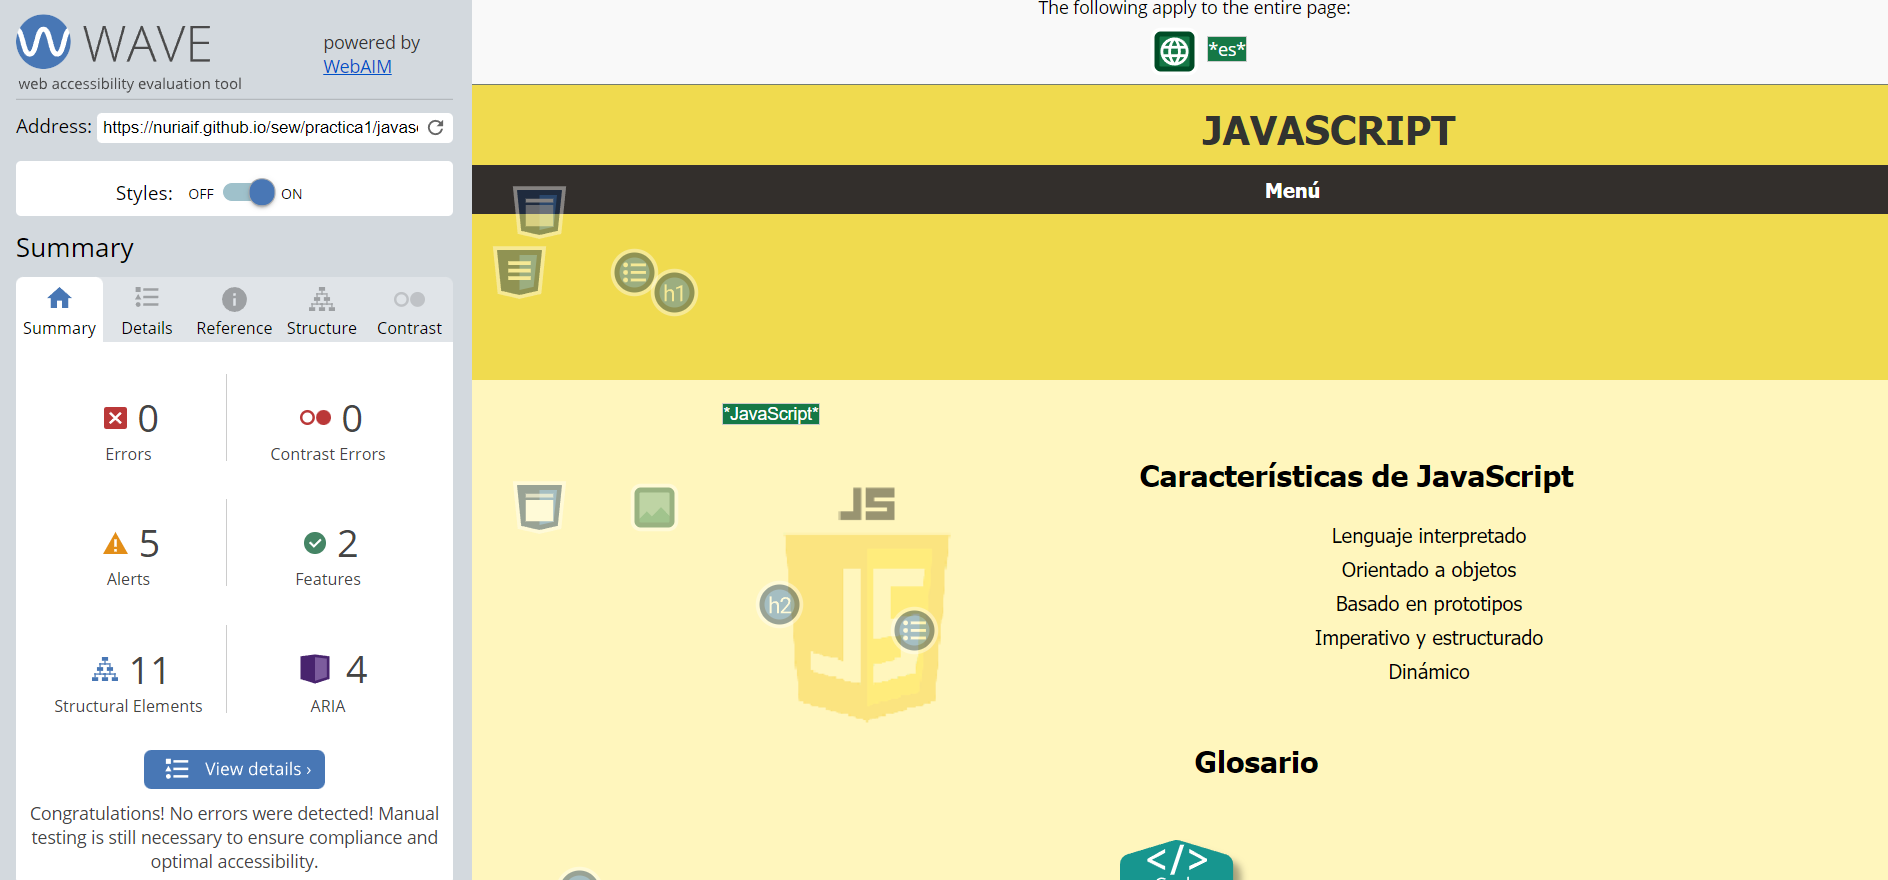 WAVE
web accessibility evaluation tool
powered by
WebAIM
Address: https://nuriaif.github.io/sew/practica1/javasc
Styles: OFF ON
Summary
Summary Details Reference Structure Contrast
0 0
Errors Contrast Errors
5 2
Alerts Features
11 4
Structural Elements ARIA
View details ›
Congratulations! No errors were detected! Manual
testing is still necessary to ensure compliance and
optimal accessibility.
The following apply to the entire page:
*es*
JAVASCRIPT
Menú
h1
*JavaScript*
JS
JS
h2
Características de JavaScript
Lenguaje interpretado
Orientado a objetos
Basado en prototipos
Imperativo y estructurado
Dinámico
Glosario
</>